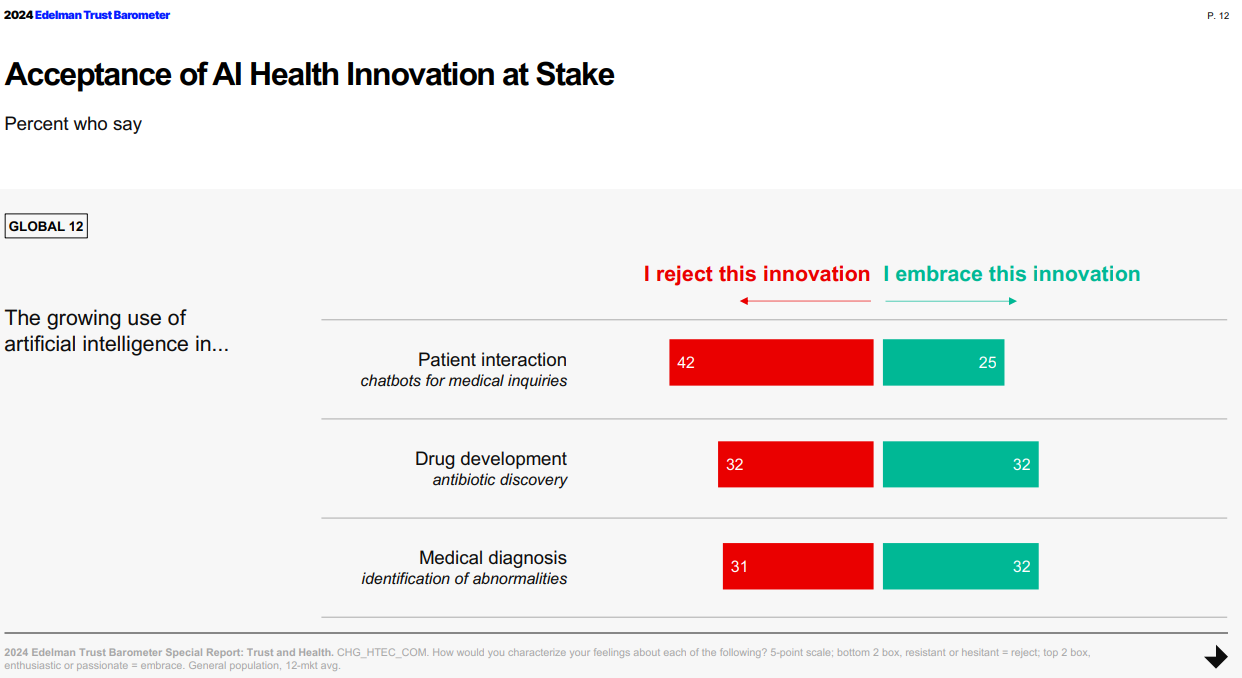 2024 Edelman Trust Barometer
P. 12
Acceptance of AI Health Innovation at Stake
Percent who say
GLOBAL 12
I reject this innovation
I embrace this innovation
The growing use of
artificial intelligence in...
Patient interaction
chatbots for medical inquiries
42
25
Drug development
antibiotic discovery
32
32
Medical diagnosis
identification of abnormalities
31
32
2024 Edelman Trust Barometer Special Report: Trust and Health. CHG_HTEC_COM. How would you characterize your feelings about each of the following? 5-point scale; bottom 2 box, resistant or hesitant = reject; top 2 box,
enthusiastic or passionate = embrace. General population, 12-mkt avg.